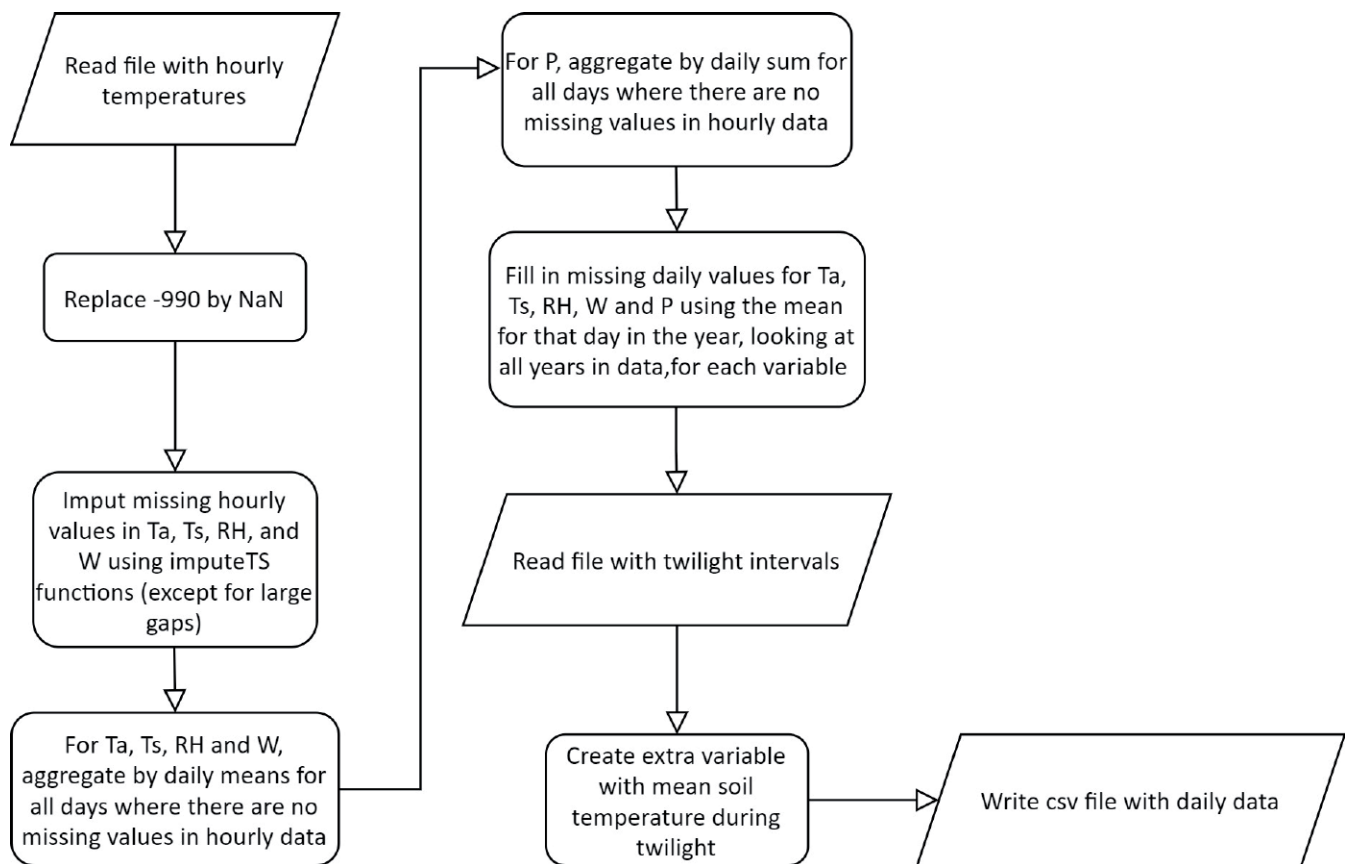 Read file with hourly
temperatures
Replace -990 by NaN
Imput missing hourly
values in Ta, Ts, RH, and
W using imputeTS
functions (except for large
gaps)
For Ta, Ts, RH and W,
aggregate by daily means for
all days where there are no
missing values in hourly data
For P, aggregate by daily sum for
all days where there are no
missing values in hourly data
Fill in missing daily values for Ta,
Ts, RH, W and P using the mean
for that day in the year, looking at
all years in data,for each variable
Read file with twilight intervals
Create extra variable
with mean soil
temperature during
twilight
Write csv file with daily data